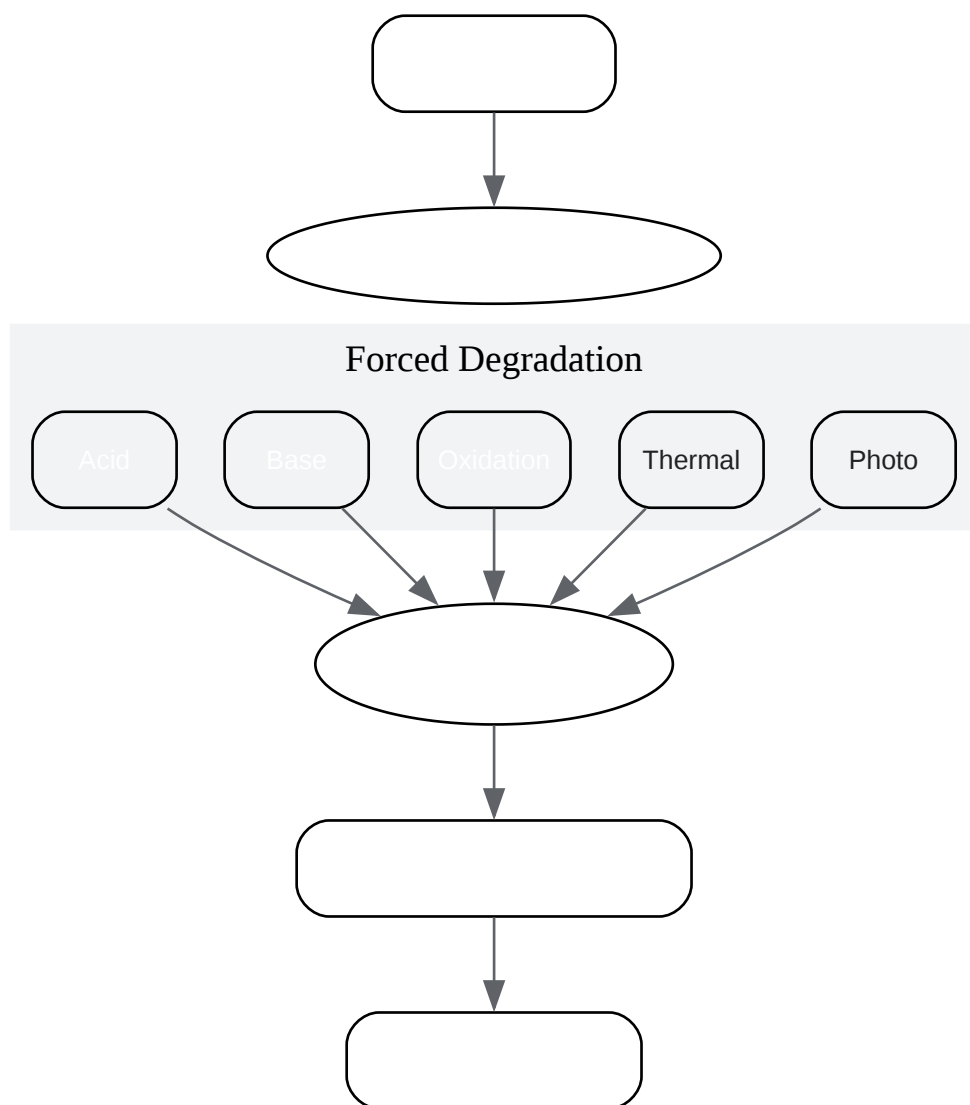 Forced Degradation
Acid
Base
Oxidation
Thermal
Photo